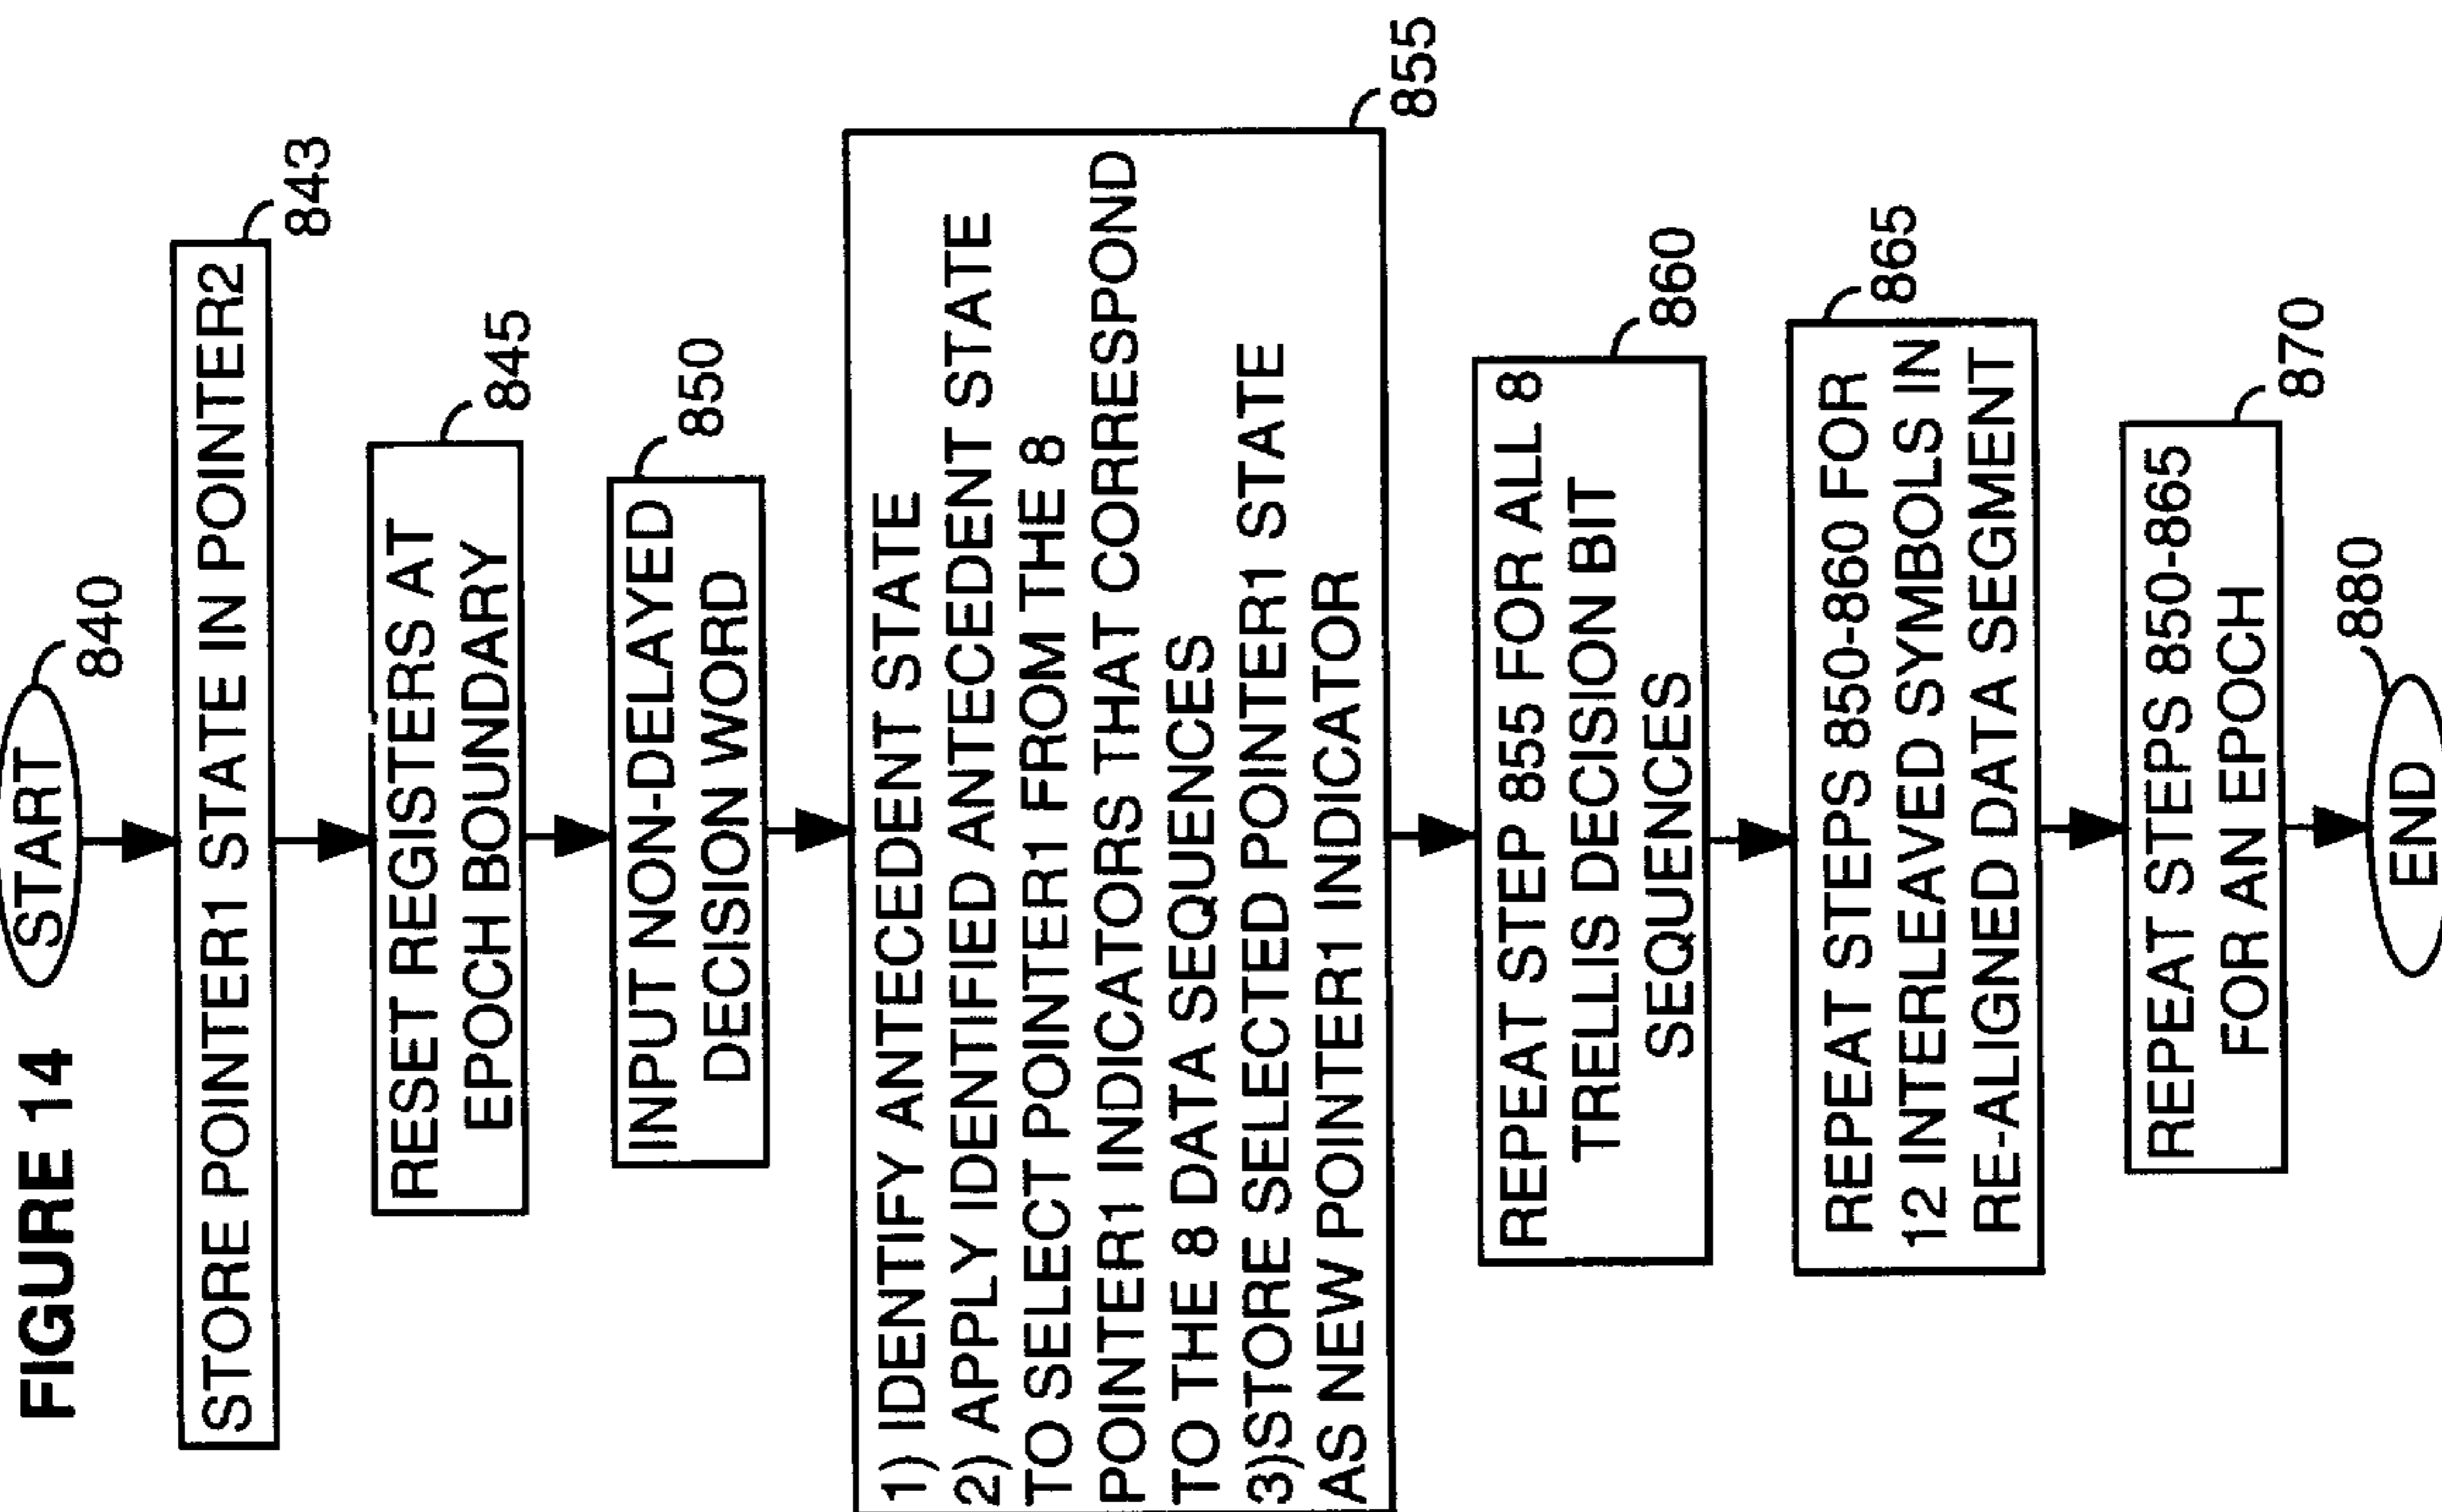 FIGURE 14
START
840
STORE POINTER1 STATE IN POINTER2
843
RESET REGISTERS AT
EPOCH BOUNDARY
845
INPUT NON-DELAYED
DECISION WORD
850
1) IDENTIFY ANTECEDENT STATE
2) APPLY IDENTIFIED ANTECEDENT STATE
TO SELECT POINTER1 FROM THE 8
POINTER1 INDICATORS THAT CORRESPOND
TO THE 8 DATA SEQUENCES
3)STORE SELECTED POINTER1 STATE
AS NEW POINTER1 INDICATOR
855
REPEAT STEP 855 FOR ALL 8
TRELLIS DECISION BIT
SEQUENCES
860
REPEAT STEPS 850-860 FOR
12 INTERLEAVED SYMBOLS IN
RE-ALIGNED DATA SEGMENT
865
REPEAT STEPS 850-865
FOR AN EPOCH
870
END
880